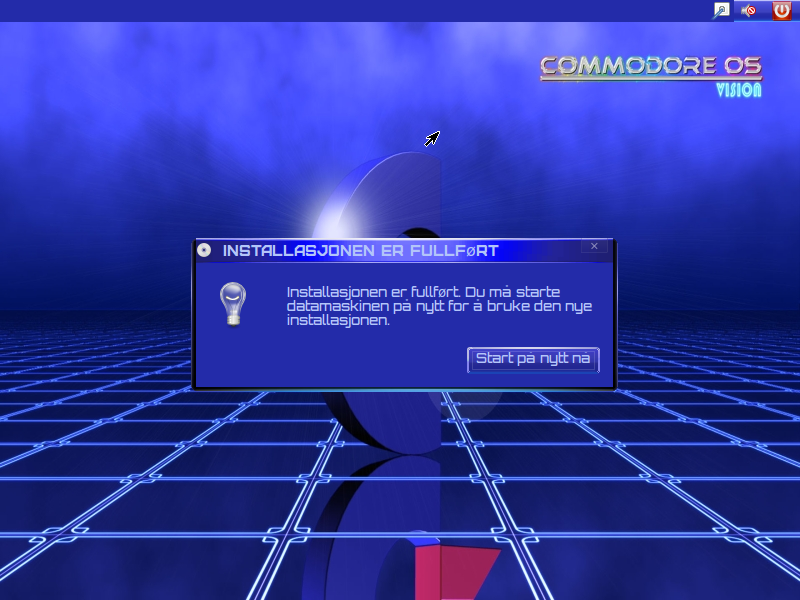 COMMODORE OS
VISION
INSTALLASJONEN ER FULLFøRT
Installasjonen er fullført. Du må starte
datamaskinen på nytt for å bruke den nye
installasjonen.
Start på nytt nå